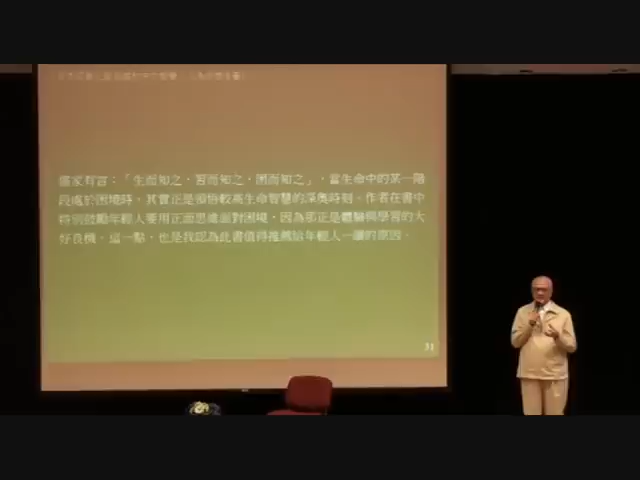 儒家有言：「生而知之，習而知之，困而知之」，當生命中的某一階
段處於困境時，其實正是領悟較高生命智慧的深奧時刻。作者在書中
特別鼓勵年輕人要用正面思維面對困境，因為那正是體驗與學習的大
好良機。這一點，也是我認為此書值得推薦給年輕人一讀的原因。
31